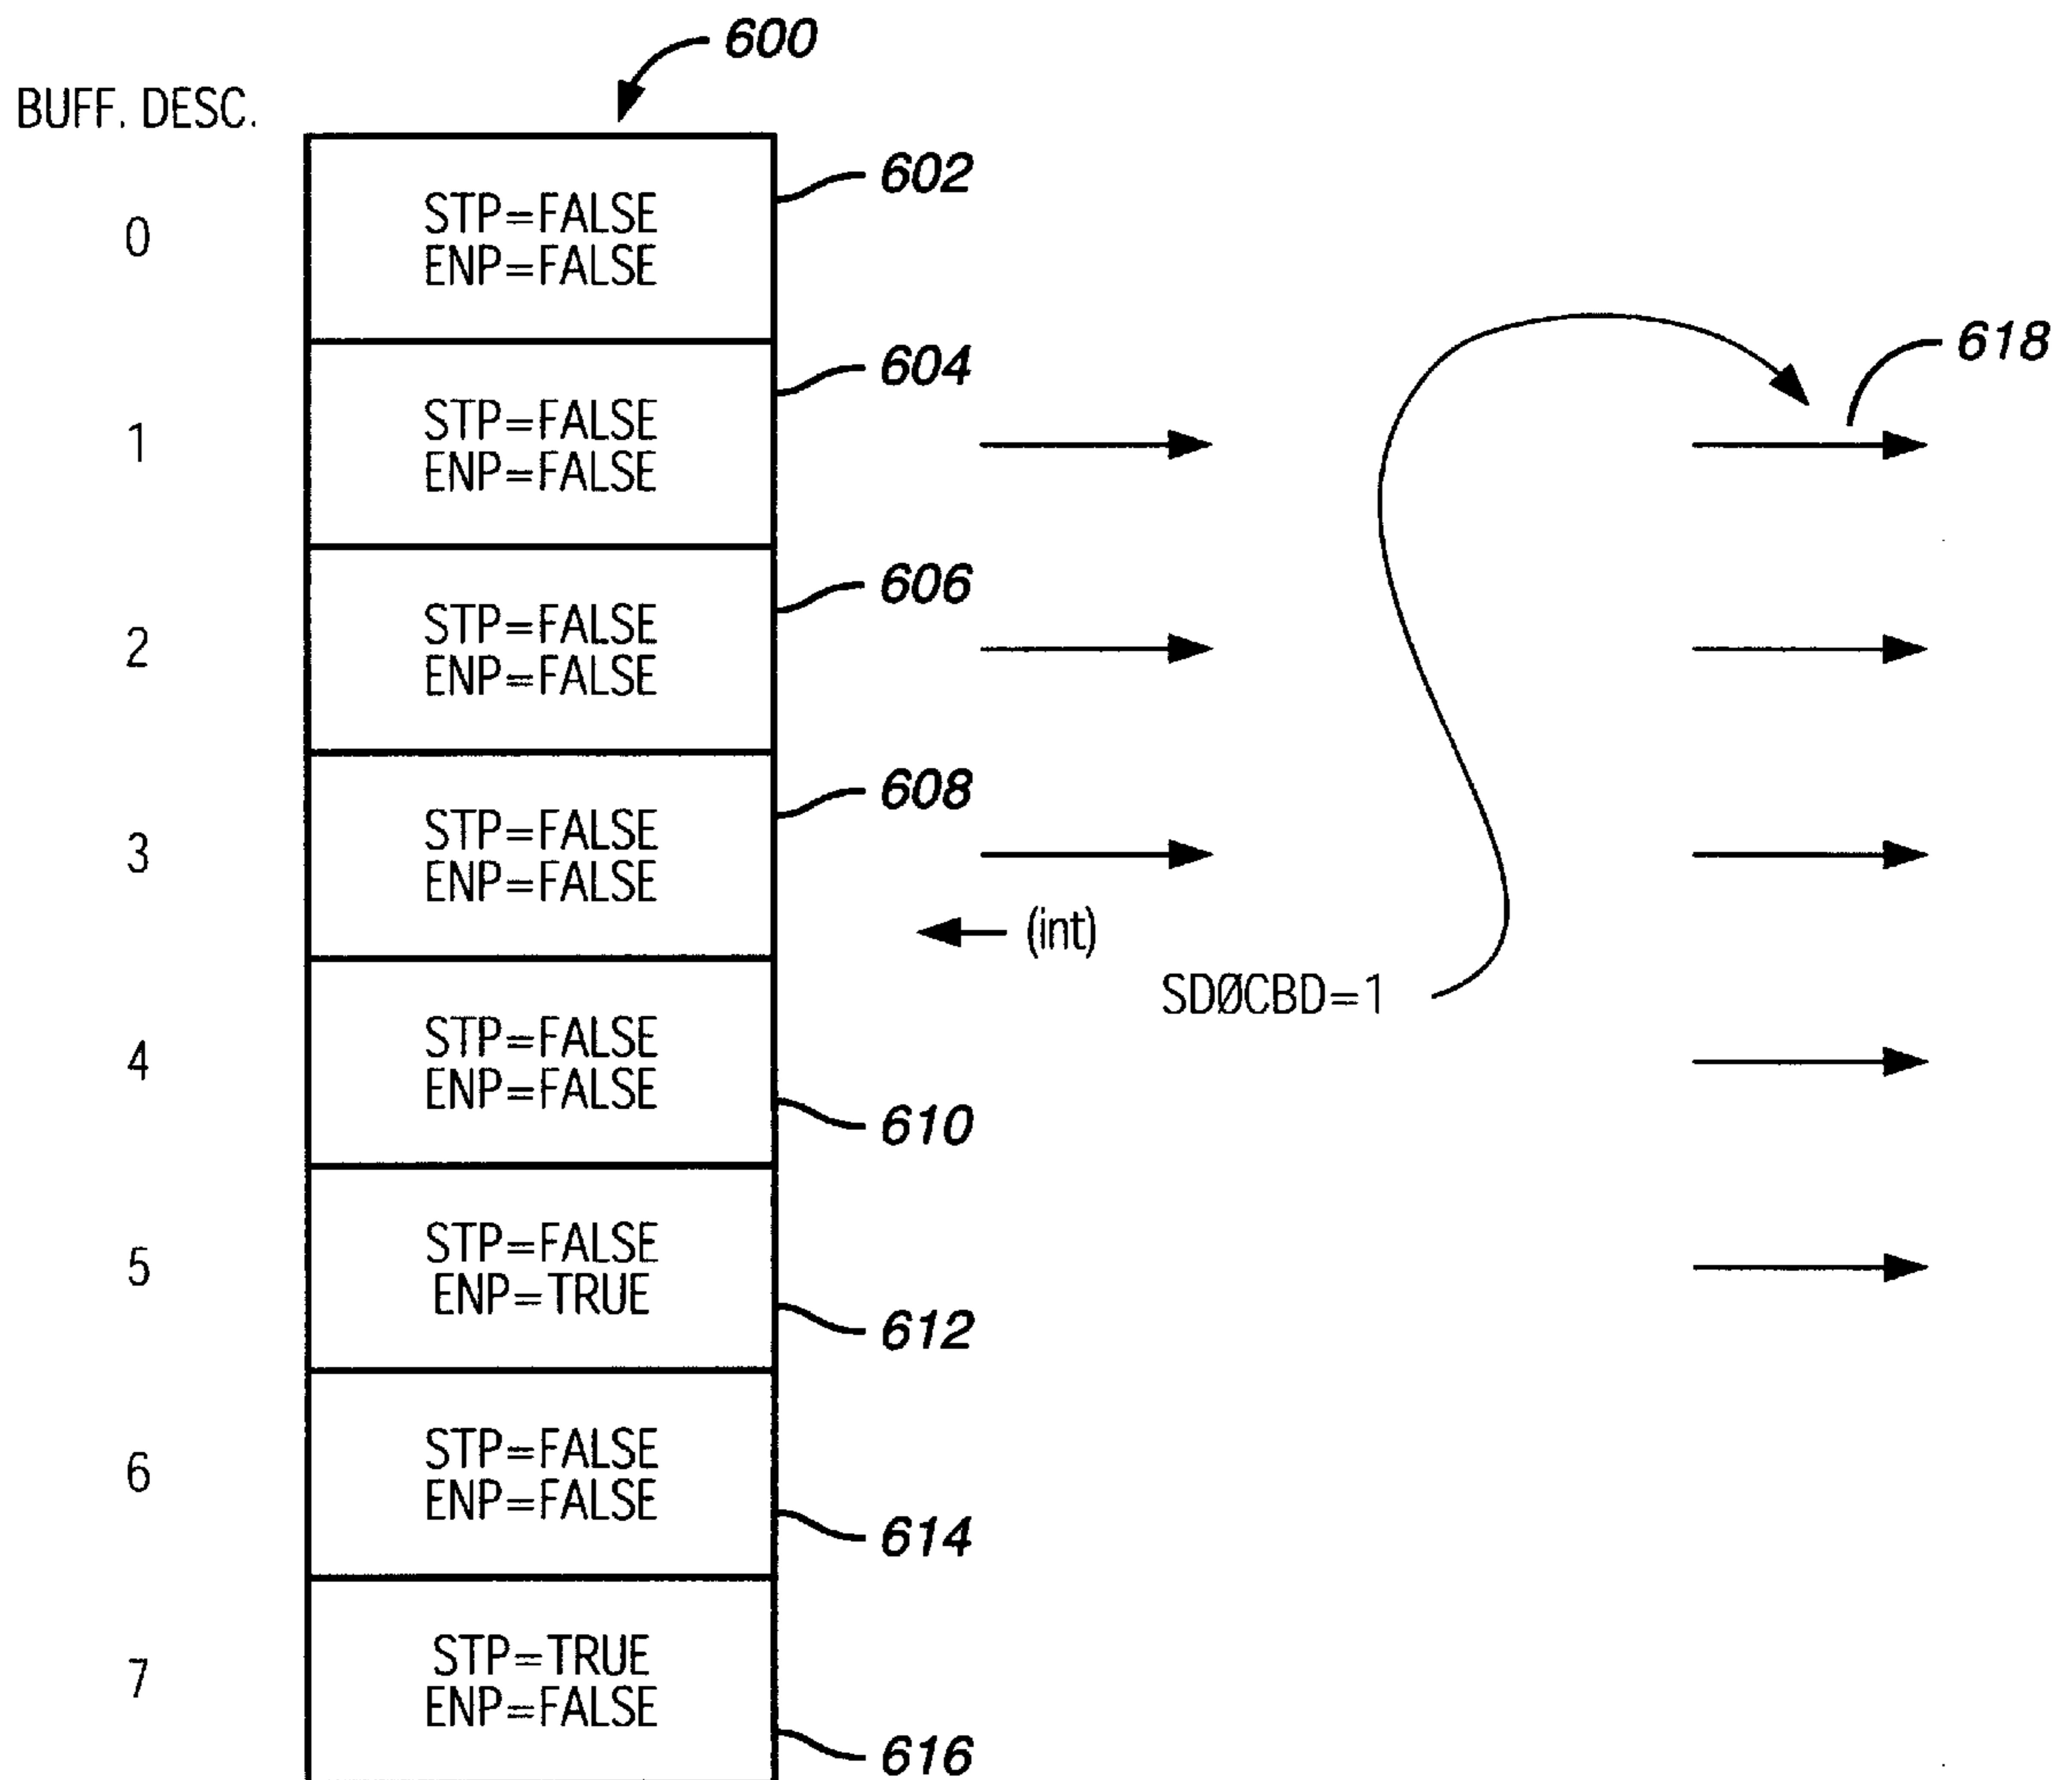 600
BUFF. DESC.
602
0
STP=FALSE
ENP=FALSE
604
618
1
STP=FALSE
ENP=FALSE
606
2
STP=FALSE
ENP=FALSE
608
3
STP=FALSE
ENP=FALSE
(int)
SDØCBD=1
4
STP=FALSE
ENP=FALSE
610
5
STP=FALSE
ENP=TRUE
612
6
STP=FALSE
ENP=FALSE
614
7
STP=TRUE
ENP=FALSE
616